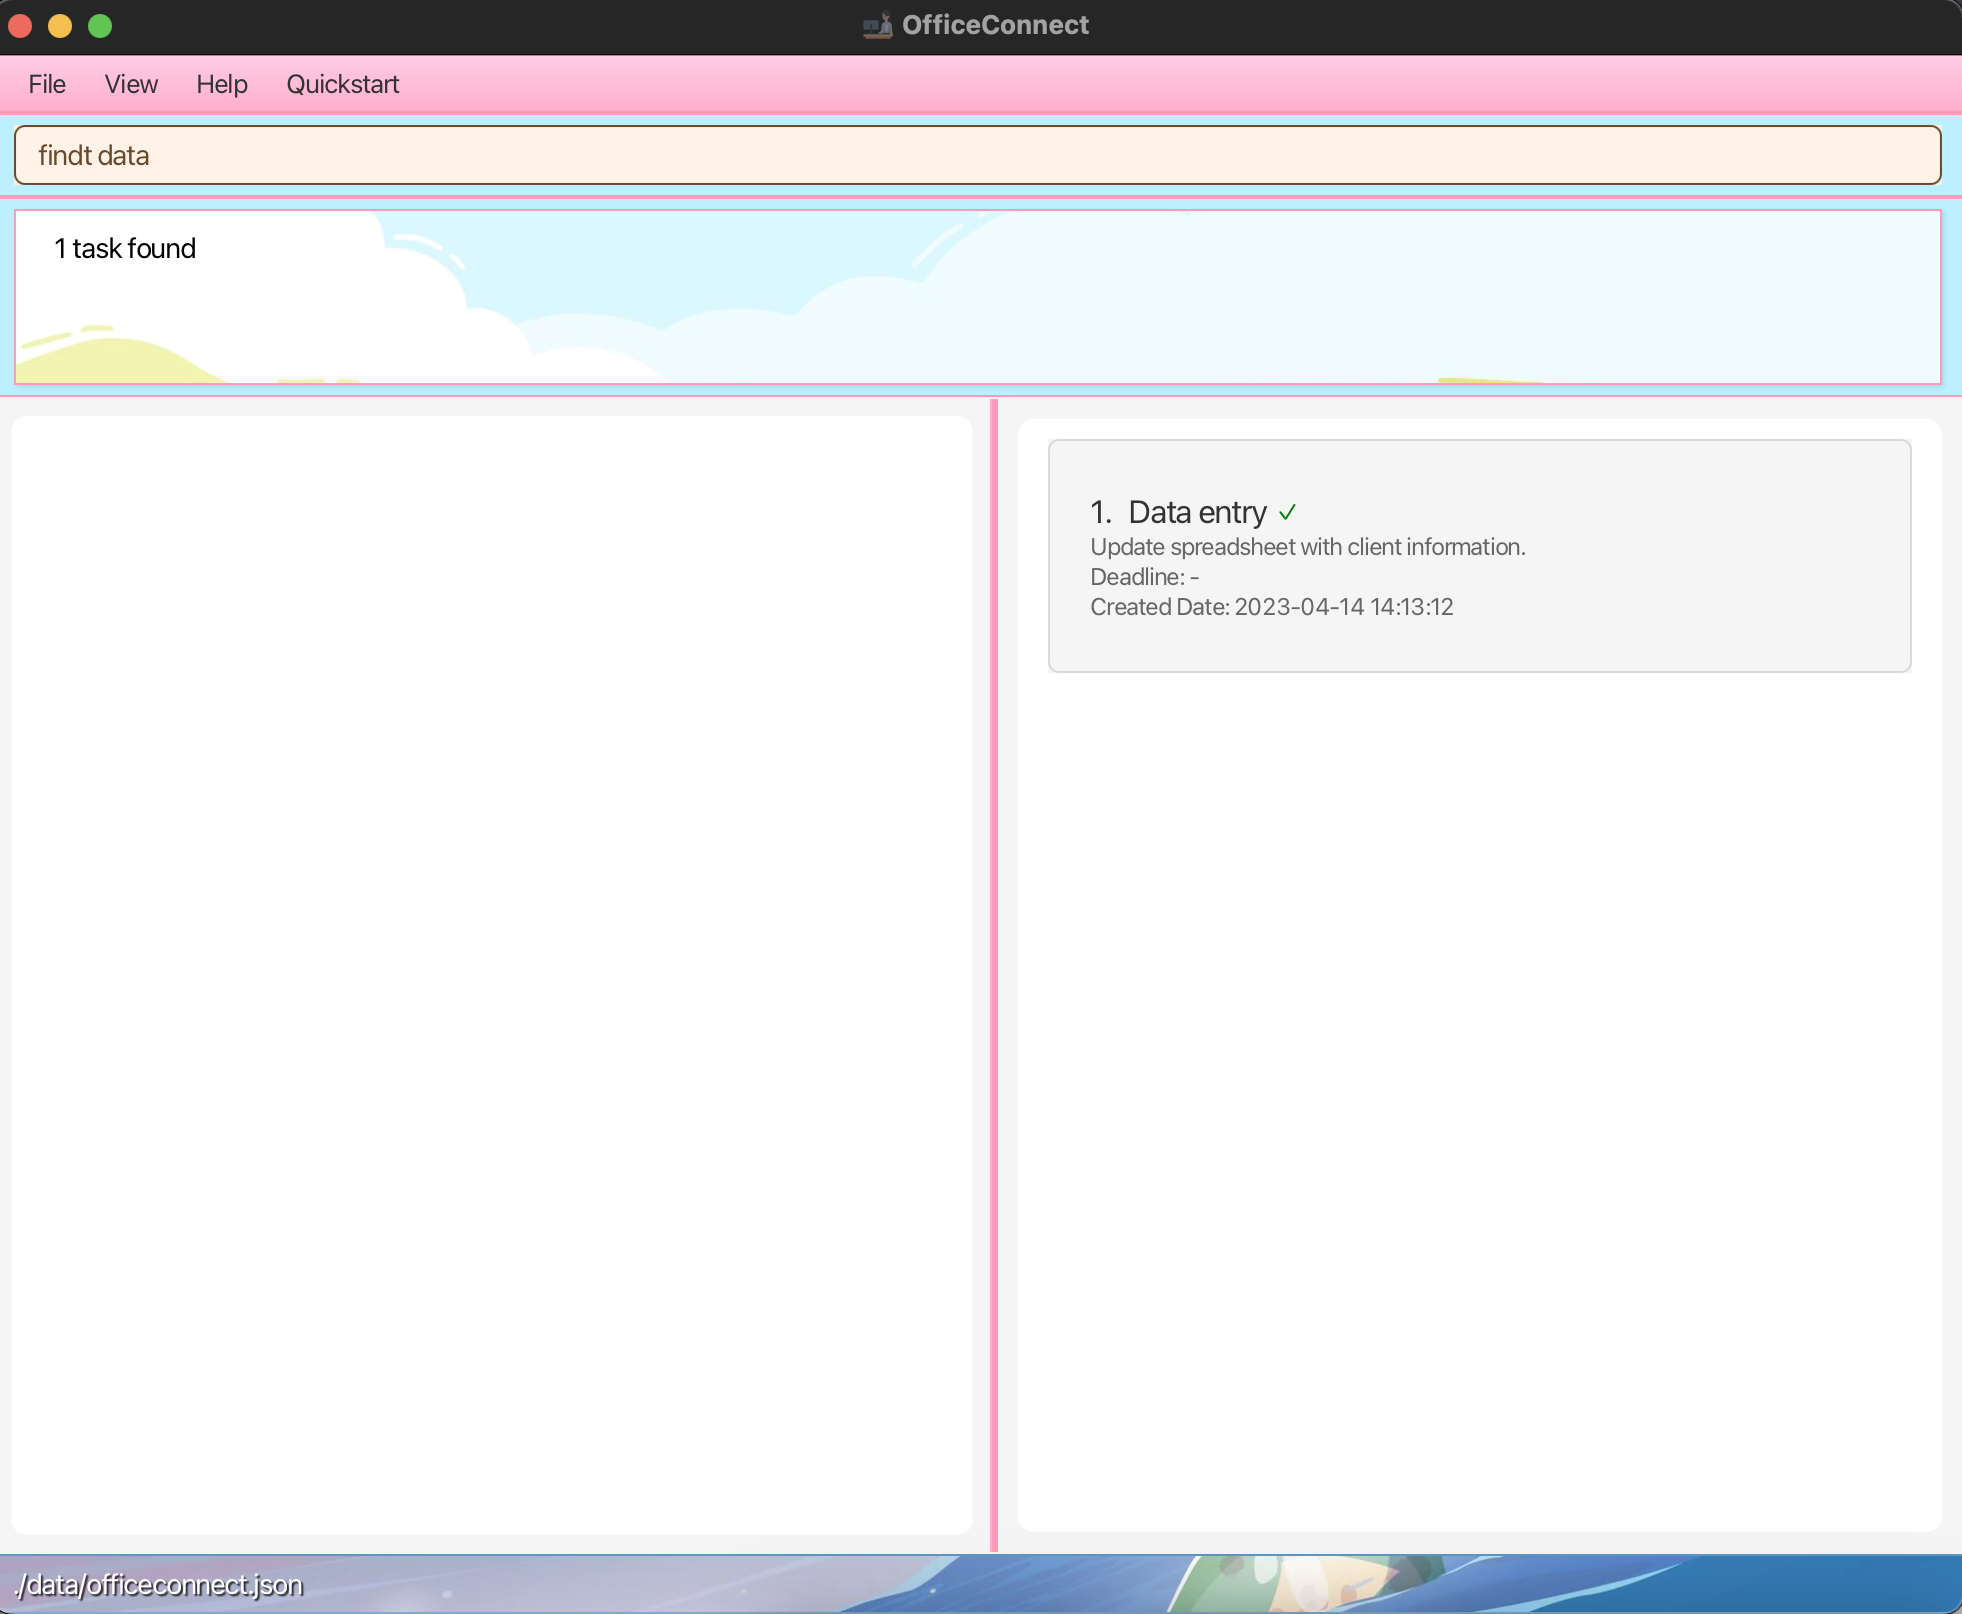 OfficeConnect
File View Help Quickstart
findt data
1 task found
1. Data entry ✓
Update spreadsheet with client information.
Deadline: -
Created Date: 2023-04-14 14:13:12
./data/officeconnect.json